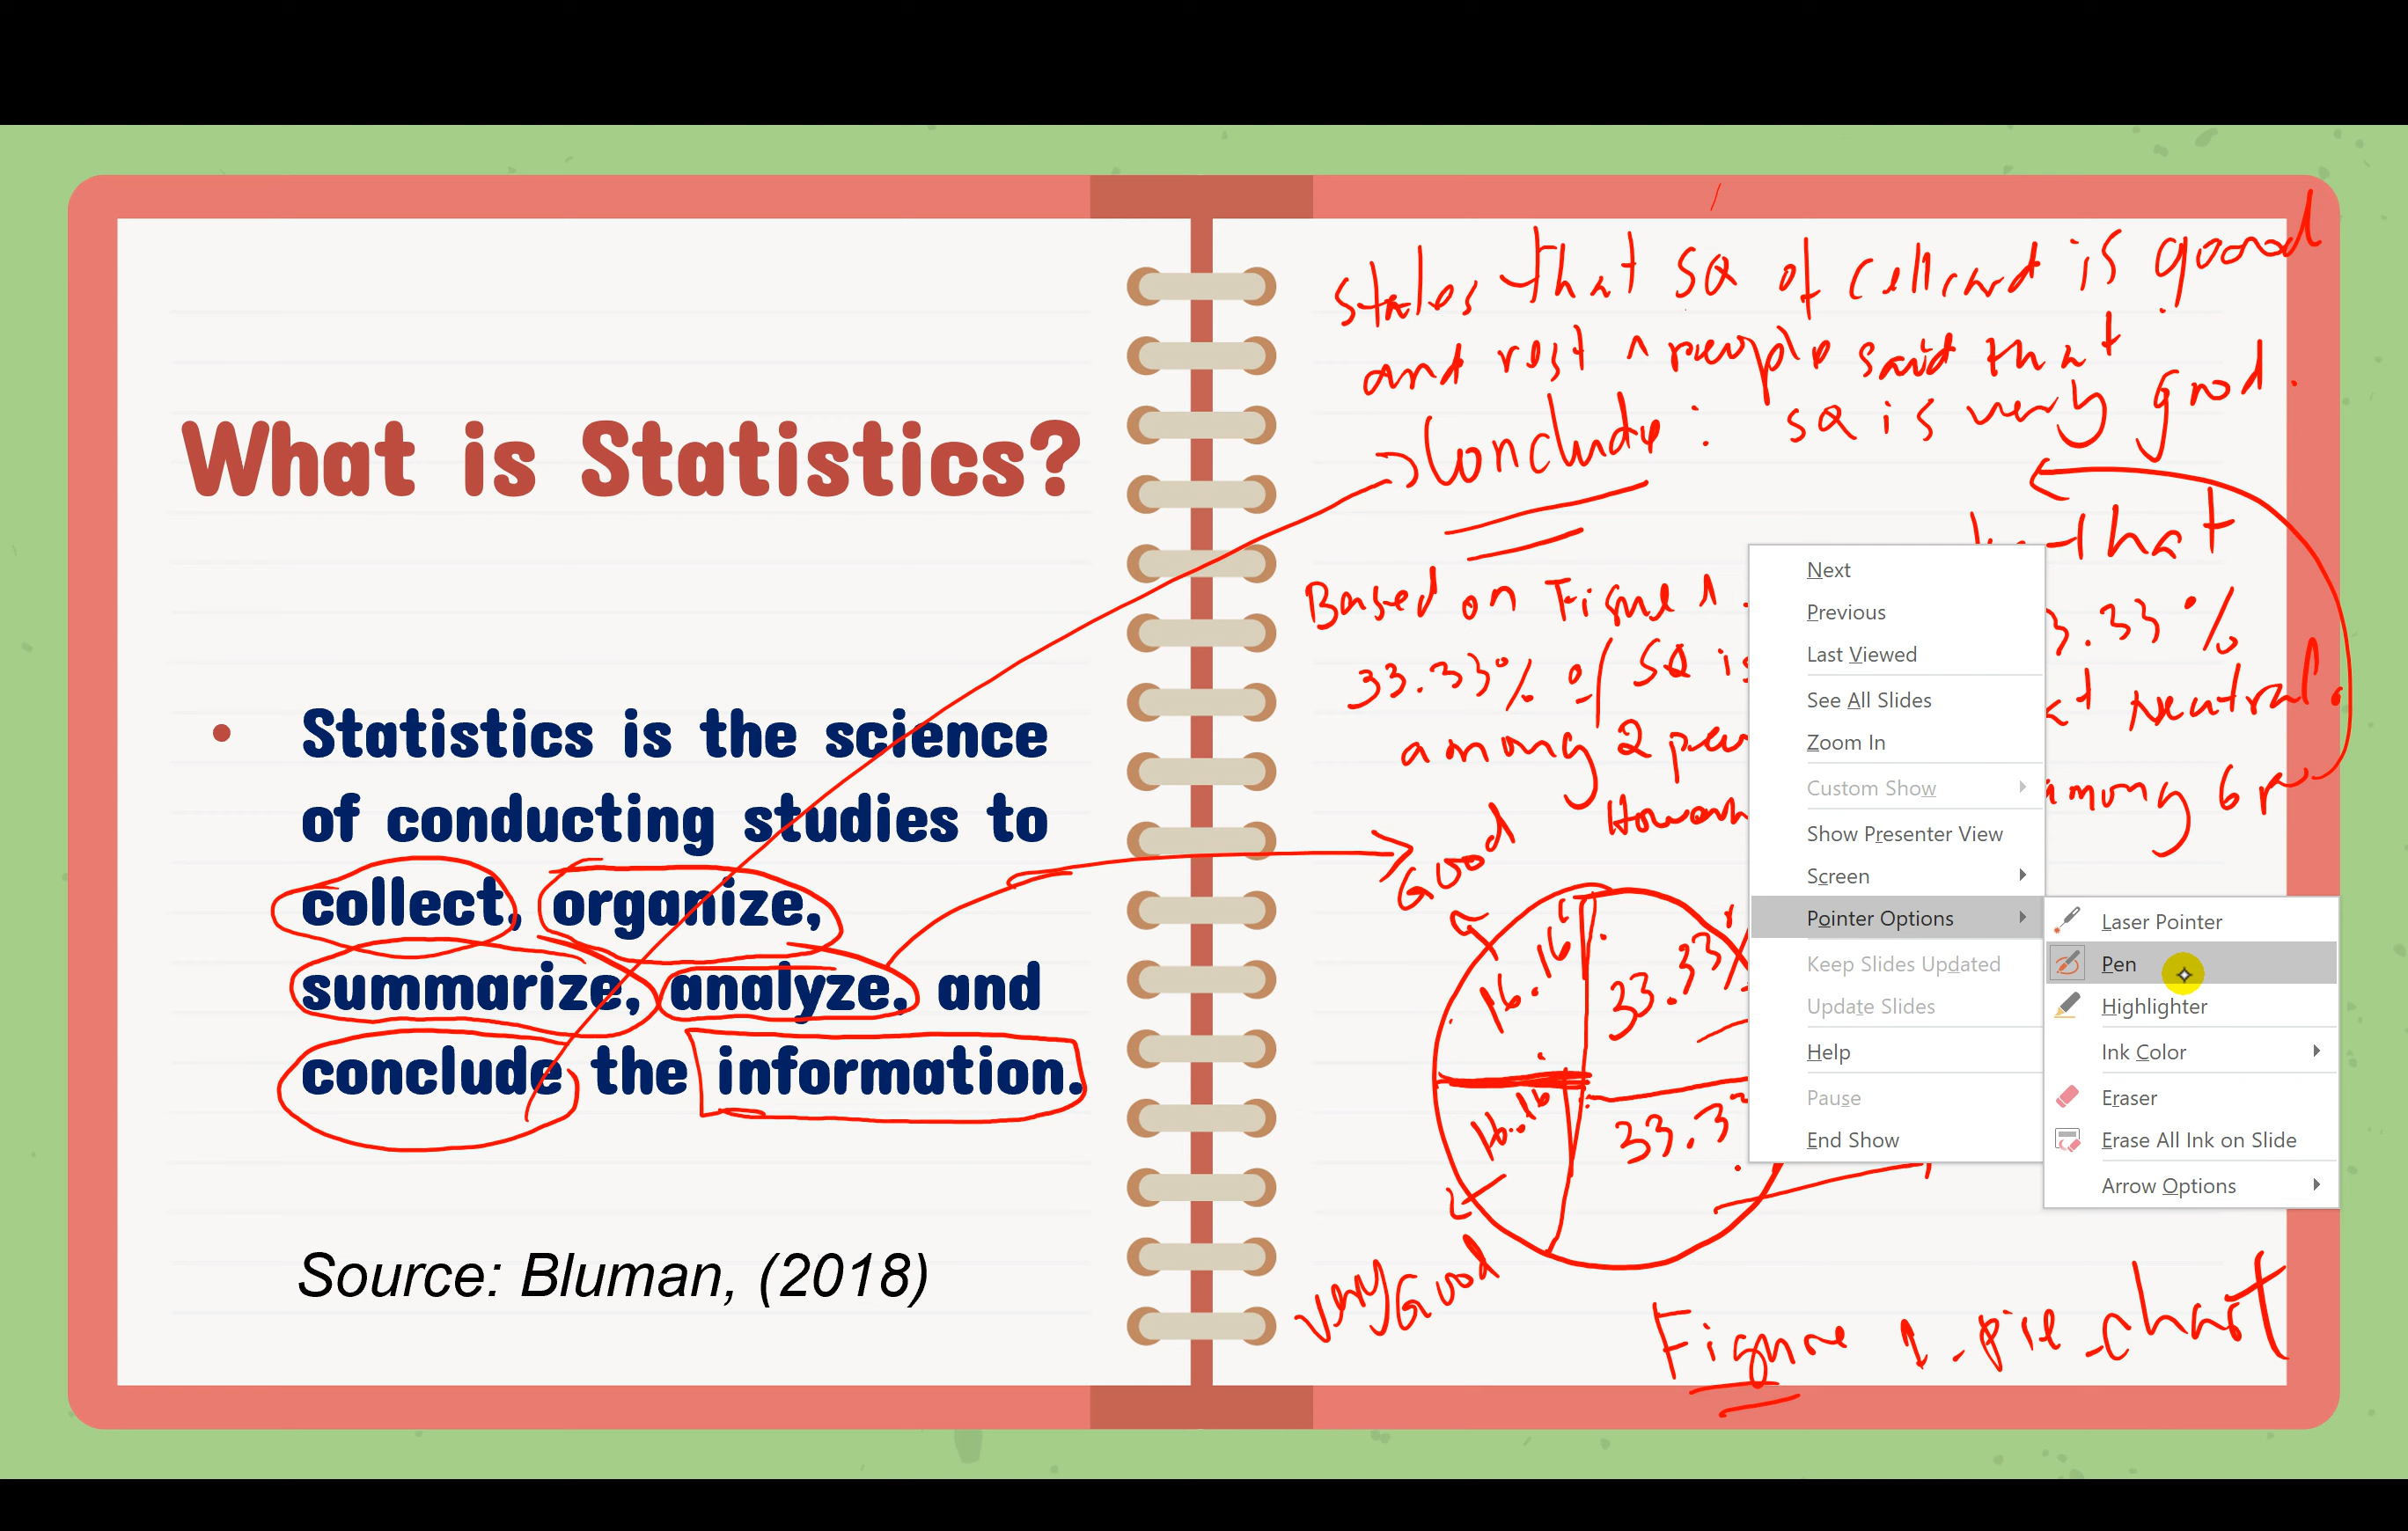 What is Statistics?
• Statistics is the science
of conducting studies to
collect, organize,
summarize, analyze, and
conclude the information.
Source: Bluman, (2018)
states that SQ of cellcard is goood
and rest people said that
Conclude : SQ is very good.
that
Based on Figure 1.
3.33%
33.33% of SQ is
Neutral.
among 2
among 6
Good
16.16
33.33%
16.16
33.3
Very Good
Figure 1. pie chart
Next
Previous
Last Viewed
See All Slides
Zoom In
Custom Show
Show Presenter View
Screen
Pointer Options
Keep Slides Updated
Update Slides
Help
Pause
End Show
Laser Pointer
Pen
Highlighter
Ink Color
Eraser
Erase All Ink on Slide
Arrow Options